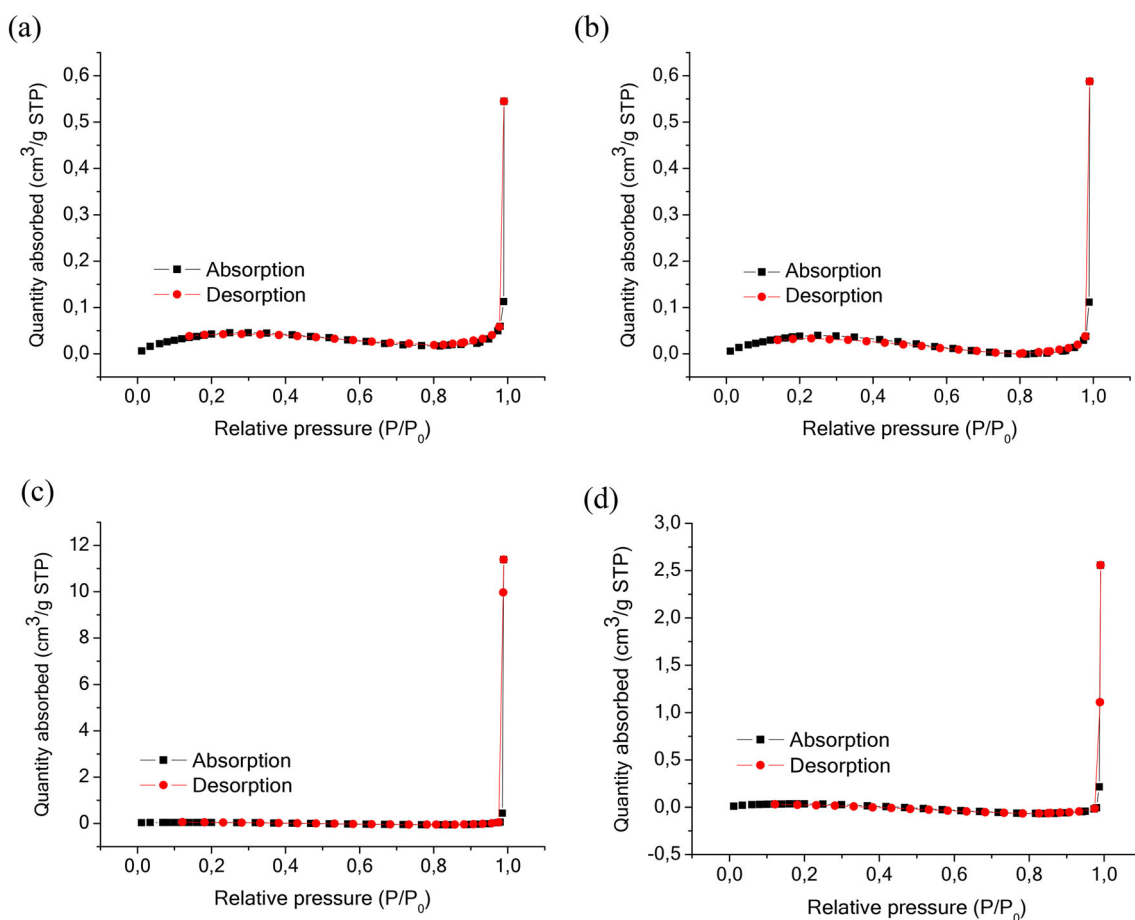 (a)
Quantity absorbed (cm³/g STP)
0,6
0,5
0,4
0,3
0,2
0,1
0,0
Absorption
Desorption
0,0 0,2 0,4 0,6 0,8 1,0
Relative pressure (P/P₀)
(b)
Quantity absorbed (cm³/g STP)
0,6
0,5
0,4
0,3
0,2
0,1
0,0
Absorption
Desorption
0,0 0,2 0,4 0,6 0,8 1,0
Relative pressure (P/P₀)
(c)
Quantity absorbed (cm³/g STP)
12
10
8
6
4
2
0
Absorption
Desorption
0,0 0,2 0,4 0,6 0,8 1,0
Relative pressure (P/P₀)
(d)
Quantity absorbed (cm³/g STP)
3,0
2,5
2,0
1,5
1,0
0,5
0,0
-0,5
Absorption
Desorption
0,0 0,2 0,4 0,6 0,8 1,0
Relative pressure (P/P₀)